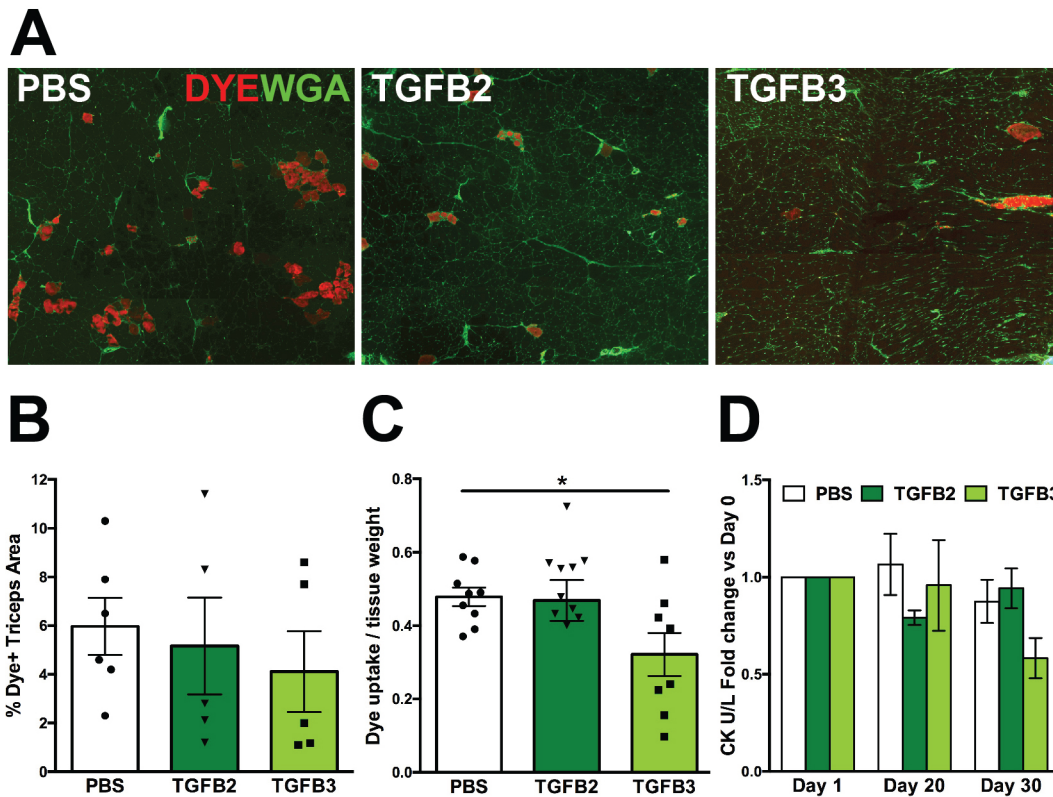 A
PBS DYEWGA TGFB2 TGFB3
B
% Dye+ Triceps Area
12
10
8
6
4
2
0
PBS TGFB2 TGFB3
C
Dye uptake / tissue weight
0.8
0.6
0.4
0.2
0.0
*
PBS TGFB2 TGFB3
D
CK U/L Fold change vs Day 0
1.5
1.0
0.5
0.0
PBS TGFB2 TGFB3
Day 1 Day 20 Day 30